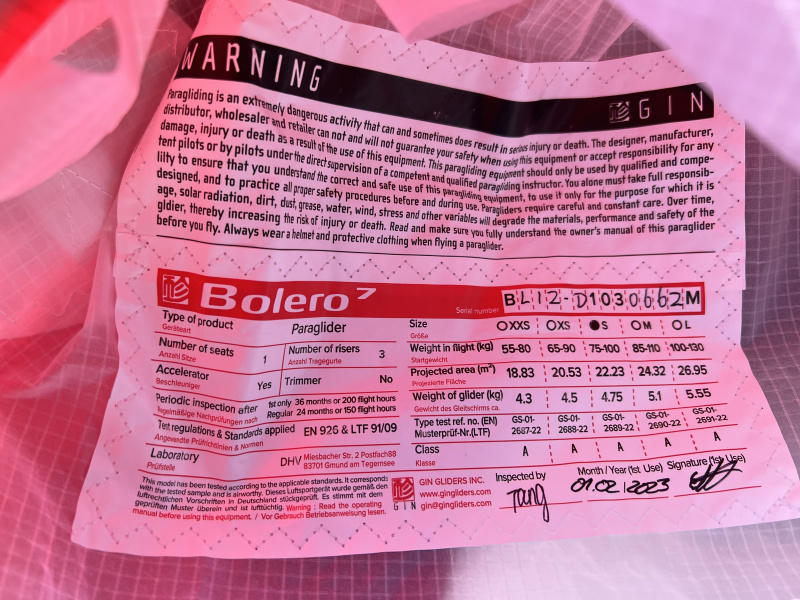 WARNING
GIN
Paragliding is an extremely dangerous activity that can and sometimes does result in serious injury or death. The designer, manufacturer,
distributor, wholesaler and retailer can not and will not guarantee your safety when using this equipment or accept responsibility for any
damage, injury or death as a result of the use of this equipment. This paragliding equipment should only be used by qualified and compe-
tent pilots or by pilots under the direct supervision of a competent and qualified paragliding instructor. You alone must take full responsib-
lilly to ensure that you understand the correct and safe use of this paragliding equipment, to use it only for the purpose for which it is
designed, and to practice all proper safety procedures before and during use. Paragliders require careful and constant care. Over time,
age, solar radiation, dirt, dust, grease, water, wind, stress and other variables will degrade the materials, performance and safety of the
gldier, thereby increasing the risk of injury or death. Read and make sure you fully understand the owner's manual of this paraglider
before you fly. Always wear a helmet and protective clothing when flying a paraglider.
Bolero 7
Serial number BL12-D1030662M
Type of product
Geräteart
Paraglider
Number of seats
Anzahl Sitze
1
Number of risers
Anzahl Tragegurte
3
Accelerator
Beschleuniger
Yes
Trimmer
No
Periodic inspection after
regelmäßige Nachprüfungen nach
1st only 36 months or 200 flight hours
Regular 24 months or 150 flight hours
Test regulations & Standards applied
Angewandte Prüfrichtlinien & Normen
EN 926 & LTF 91/09
Laboratory
Prüfstelle
DHV Miesbacher Str. 2 Postfach88
83701 Gmund am Tegernsee
Size
Größe
XXS XS S M L
Weight in flight (kg)
Startgewicht
55-80 65-90 75-100 85-110 100-130
Projected area (m²)
Projezierte Fläche
18.83 20.53 22.23 24.32 26.95
Weight of glider (kg)
Gewicht des Gleitschirms ca.
4.3 4.5 4.75 5.1 5.55
Type test ref. no. (EN)
Musterprüf-Nr.(LTF)
GS-01-2687-22 GS-01-2688-22 GS-01-2689-22 GS-01-2690-22 GS-01-2691-22
Class
Klasse
A A A A A
This model has been tested according to the applicable standards. It corresponds
with the tested sample and is airworthy. Dieses Luftsportgerät wurde gemäß den
luftrechtlichen Vorschriften in Deutschland stückgeprüft. Es stimmt mit dem
geprüften Muster überein und ist lufttüchtig. Warning : Read the operating
manual before using this equipment. / Vor Gebrauch Betriebsanweisung lesen.
GIN
GIN GLIDERS INC.
www.gingliders.com
gin@gingliders.com
Inspected by
Tang
Month / Year (1st Use)
01.02/2023
Signature (1st Use)